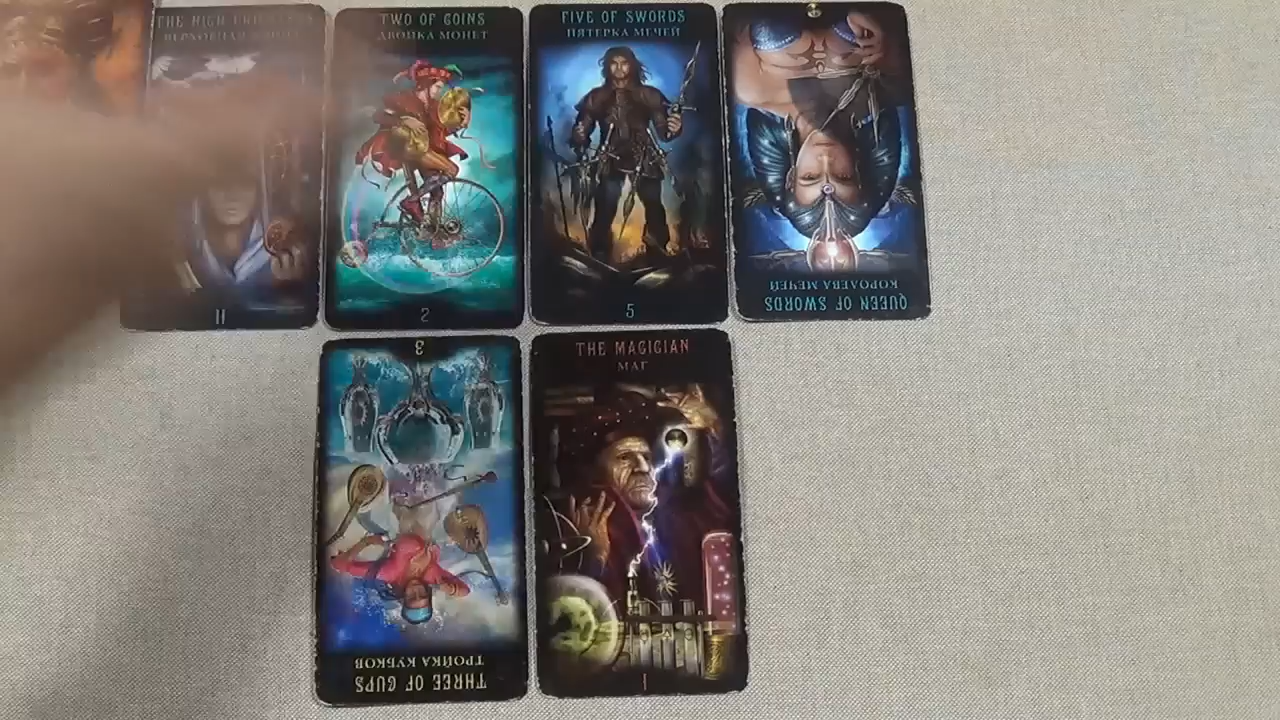 THE HIGH PRIESTESS
ВЕРХОВНАЯ ЖРИЦА
II
TWO OF COINS
ДВОЙКА МОНЕТ
2
FIVE OF SWORDS
ПЯТЕРКА МЕЧЕЙ
5
QUEEN OF SWORDS
КОРОЛЕВА МЕЧЕЙ
THREE OF CUPS
ТРОЙКА КУБКОВ
3
THE MAGICIAN
МАГ
I